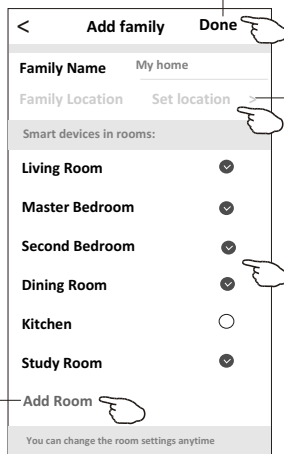 < Add family Done
Family Name My home
Family Location Set location >
Smart devices in rooms:
Living Room
Master Bedroom
Second Bedroom
Dining Room
Kitchen
Study Room
Add Room
You can change the room settings anytime